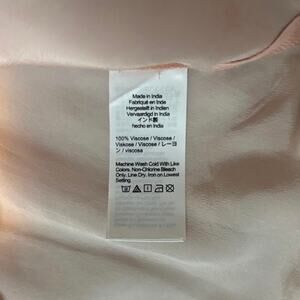 Made in India
Fabriqué en Inde
Hergestellt in Indien
Vervaardigd in India
インド製
hecho en India
100% Viscose / Viscose /
Viskose / Viscose / レーヨ
ン / viscosa
Machine Wash Cold With Like
Colors, Non-Chlorine Bleach
Only, Line Dry, Iron on Lowest
Setting.